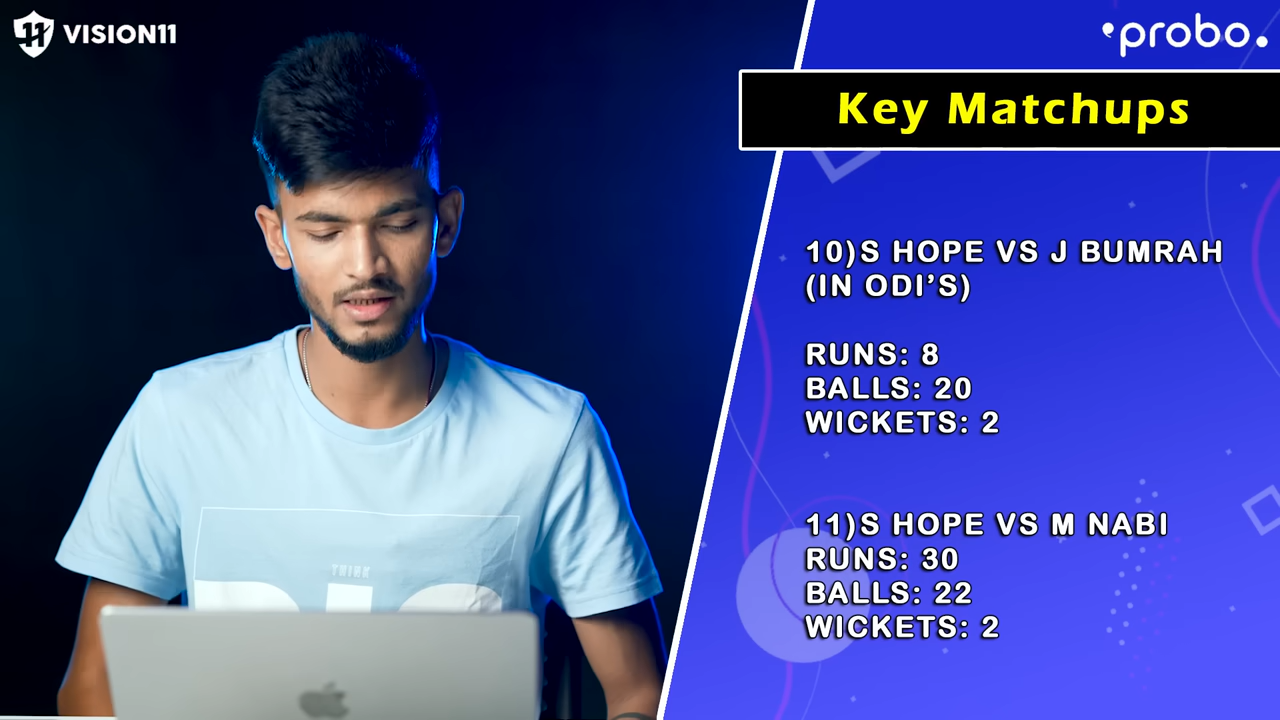 VISION11
probo.
Key Matchups
10)S HOPE VS J BUMRAH
(IN ODI’S)
RUNS: 8
BALLS: 20
WICKETS: 2
11)S HOPE VS M NABI
RUNS: 30
BALLS: 22
WICKETS: 2
THINK